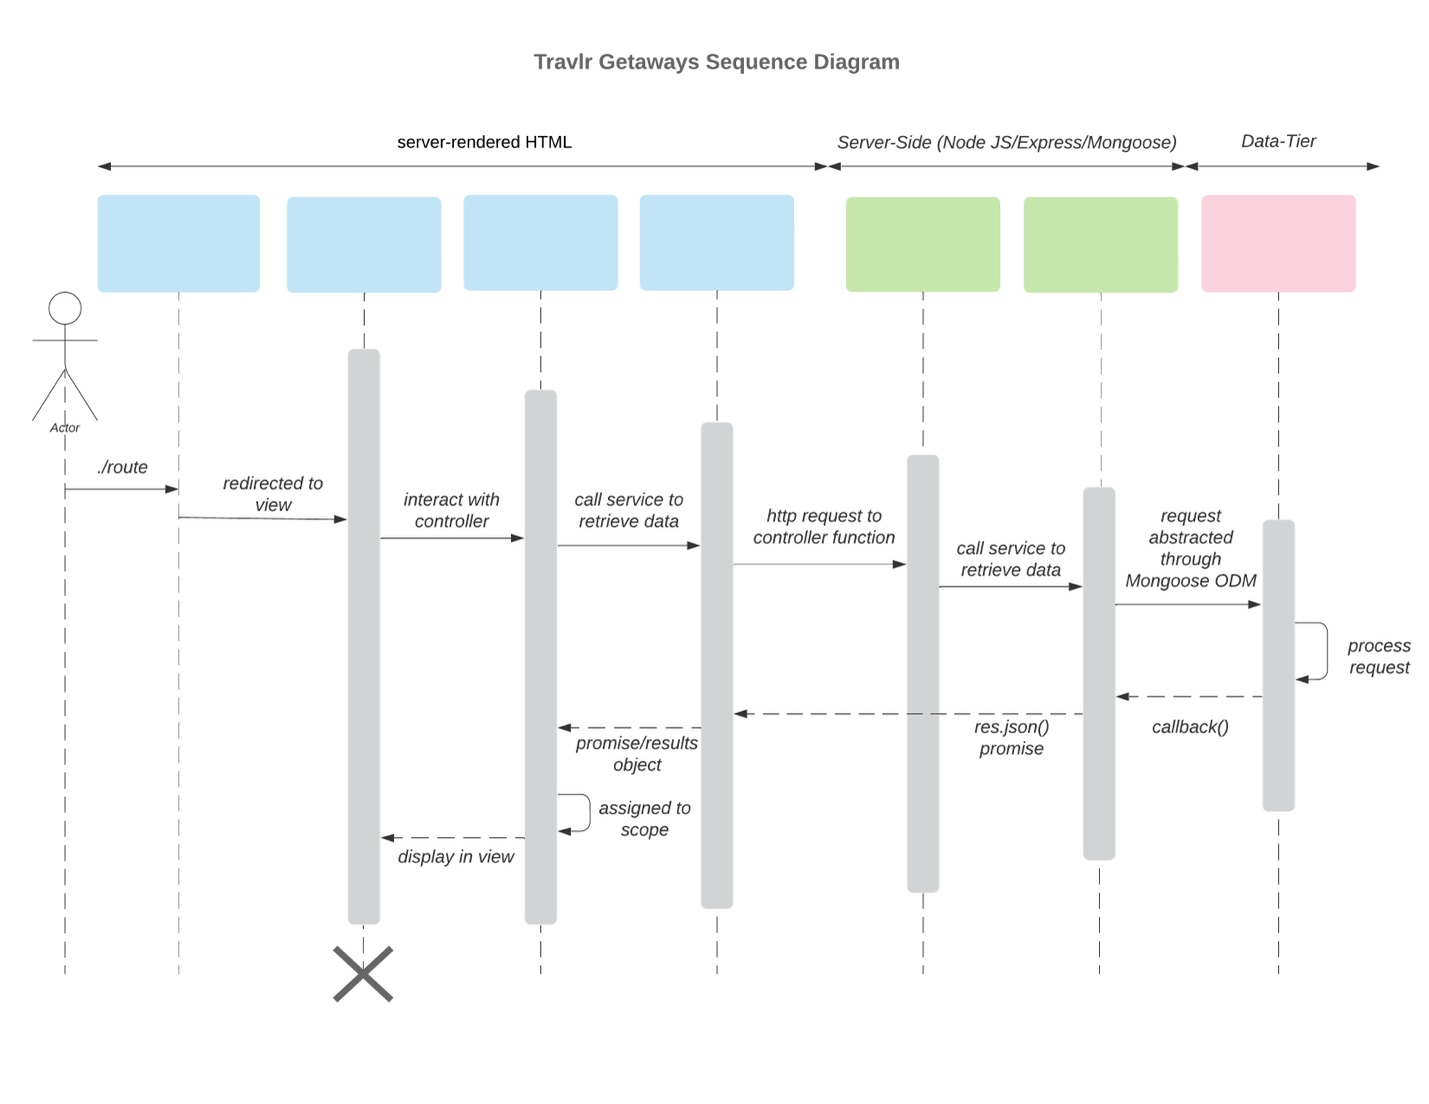 Travlr Getaways Sequence Diagram
server-rendered HTML
Server-Side (Node JS/Express/Mongoose)
Data-Tier
Actor
./route
redirected to
view
interact with
controller
call service to
retrieve data
http request to
controller function
call service to
retrieve data
request
abstracted
through
Mongoose ODM
process
request
callback()
res.json()
promise
promise/results
object
assigned to
scope
display in view